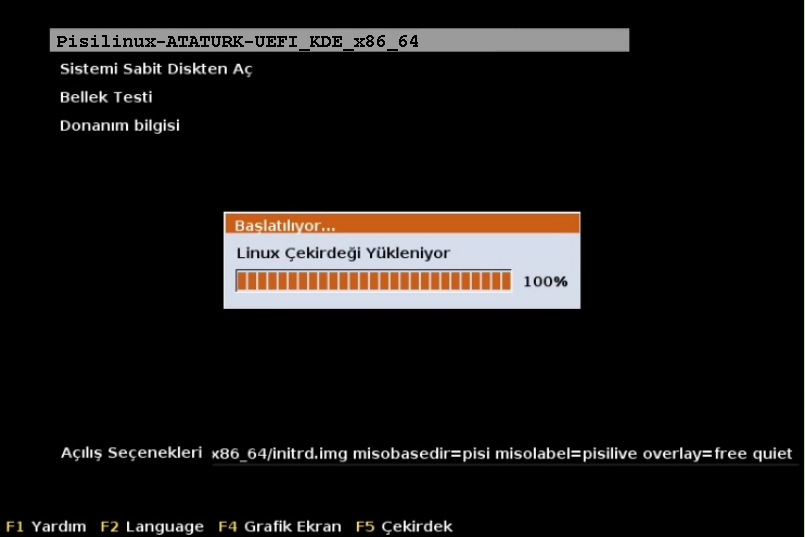 Pisilinux-ATATURK-UEFI_KDE_x86_64
Sistemi Sabit Diskten Aç
Bellek Testi
Donanım bilgisi
Başlatılıyor...
Linux Çekirdeği Yükleniyor
100%
Açılış Seçenekleri x86_64/initrd.img misobasedir=pisi misolabel=pisilive overlay=free quiet
F1 Yardım F2 Language F4 Grafik Ekran F5 Çekirdek